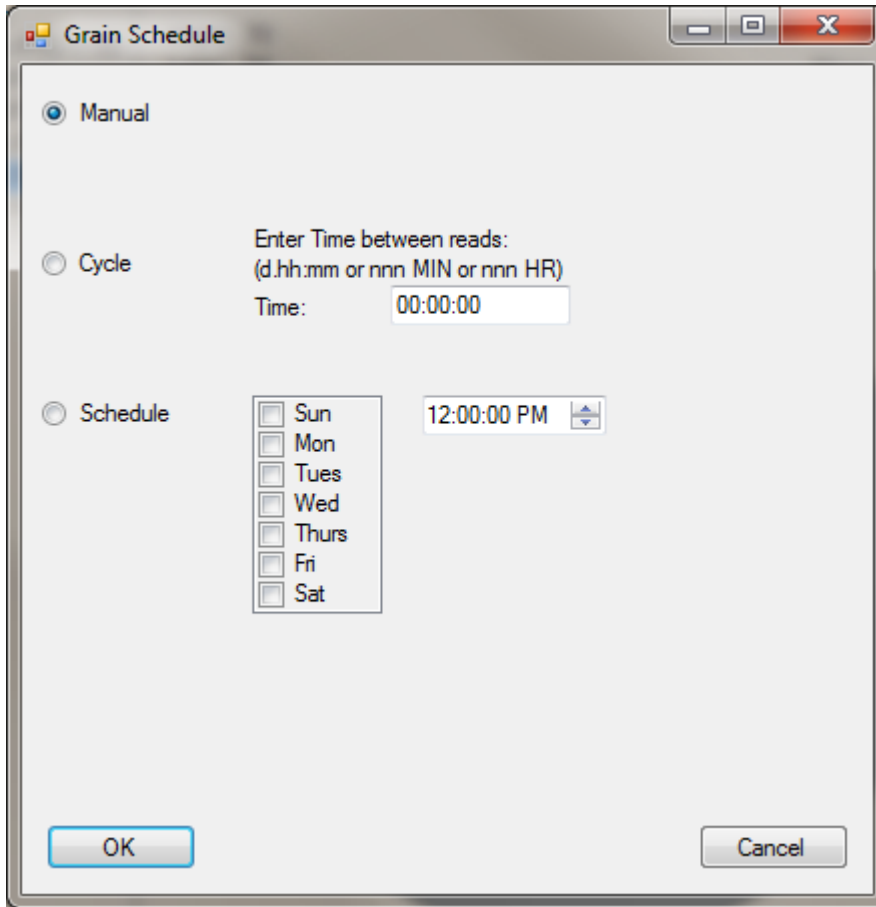 Grain Schedule
Manual
Cycle
Enter Time between reads:
(d.hh:mm or nnn MIN or nnn HR)
Time: 00:00:00
Schedule
Sun
Mon
Tues
Wed
Thurs
Fri
Sat
12:00:00 PM
OK
Cancel